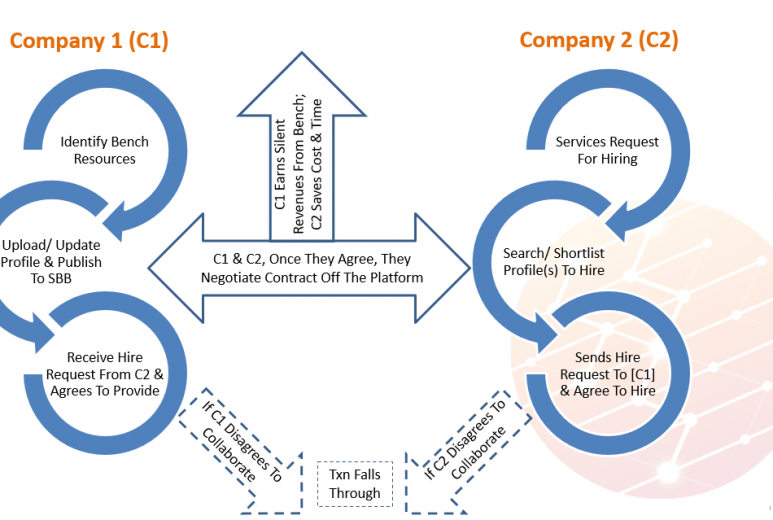 Company 1 (C1)
Company 2 (C2)
Identify Bench
Resources
C1 Earns Silent
Revenues From Bench;
C2 Saves Cost & Time
Services Request
For Hiring
Upload/ Update
Profile & Publish
To SBB
C1 & C2, Once They Agree, They
Negotiate Contract Off The Platform
Search/ Shortlist
Profile(s) To Hire
Receive Hire
Request From C2 &
Agrees To Provide
Sends Hire
Request To [C1]
& Agree To Hire
If C1 Disagrees To
Collaborate
Txn Falls
Through
If C2 Disagrees To
Collaborate